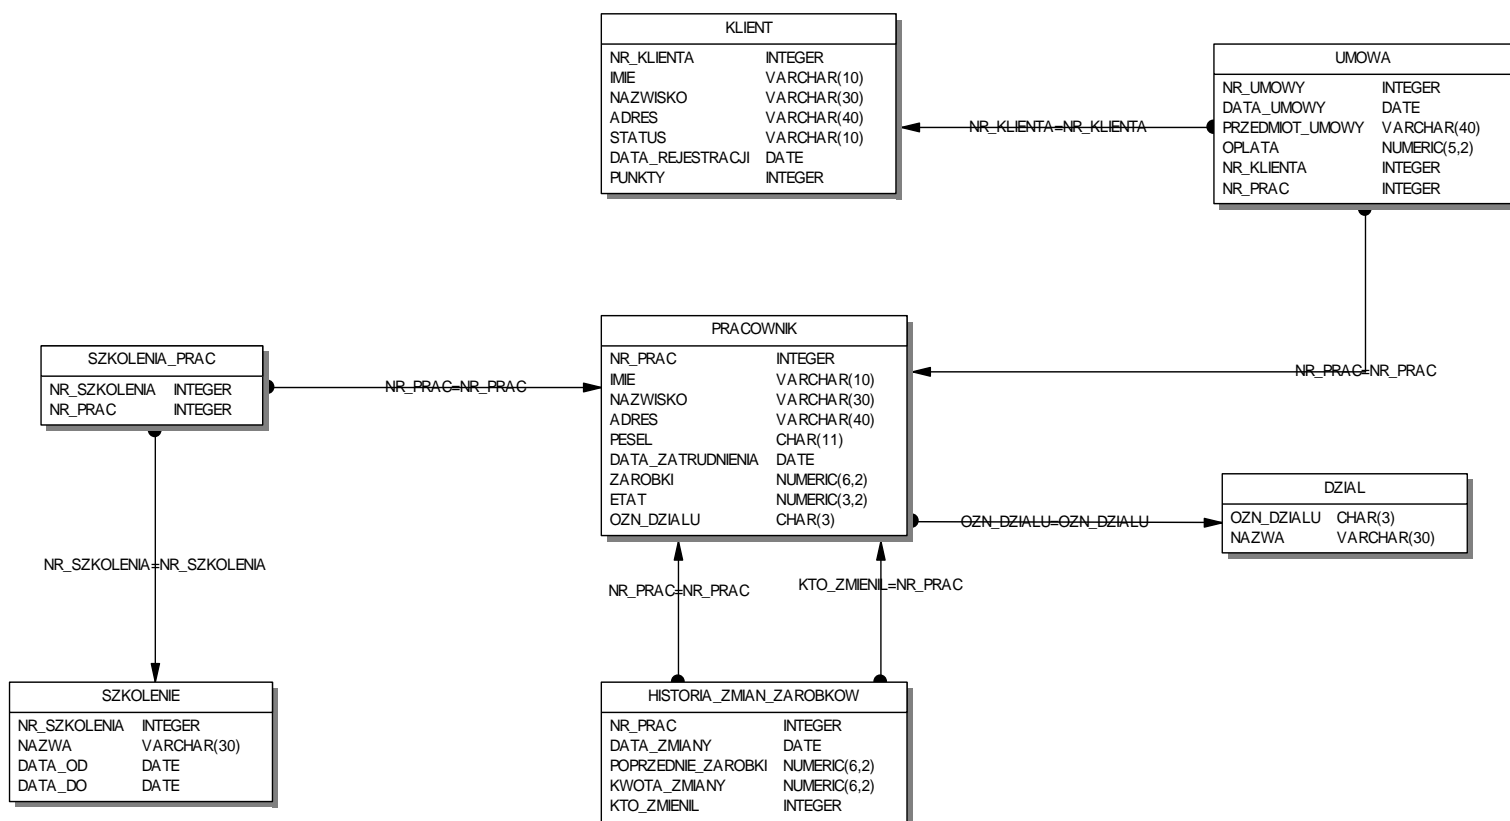 KLIENT
NR_KLIENTA INTEGER
IMIE VARCHAR(10)
NAZWISKO VARCHAR(30)
ADRES VARCHAR(40)
STATUS VARCHAR(10)
DATA_REJESTRACJI DATE
PUNKTY INTEGER
UMOWA
NR_UMOWY INTEGER
DATA_UMOWY DATE
PRZEDMIOT_UMOWY VARCHAR(40)
OPLATA NUMERIC(5,2)
NR_KLIENTA INTEGER
NR_PRAC INTEGER
NR_KLIENTA=NR_KLIENTA
SZKOLENIA_PRAC
NR_SZKOLENIA INTEGER
NR_PRAC INTEGER
NR_PRAC=NR_PRAC
PRACOWNIK
NR_PRAC INTEGER
IMIE VARCHAR(10)
NAZWISKO VARCHAR(30)
ADRES VARCHAR(40)
PESEL CHAR(11)
DATA_ZATRUDNIENIA DATE
ZAROBKI NUMERIC(6,2)
ETAT NUMERIC(3,2)
OZN_DZIALU CHAR(3)
NR_PRAC=NR_PRAC
OZN_DZIALU=OZN_DZIALU
DZIAL
OZN_DZIALU CHAR(3)
NAZWA VARCHAR(30)
NR_SZKOLENIA=NR_SZKOLENIA
NR_PRAC=NR_PRAC
KTO_ZMIENIL=NR_PRAC
SZKOLENIE
NR_SZKOLENIA INTEGER
NAZWA VARCHAR(30)
DATA_OD DATE
DATA_DO DATE
HISTORIA_ZMIAN_ZAROBKOW
NR_PRAC INTEGER
DATA_ZMIANY DATE
POPRZEDNIE_ZAROBKI NUMERIC(6,2)
KWOTA_ZMIANY NUMERIC(6,2)
KTO_ZMIENIL INTEGER